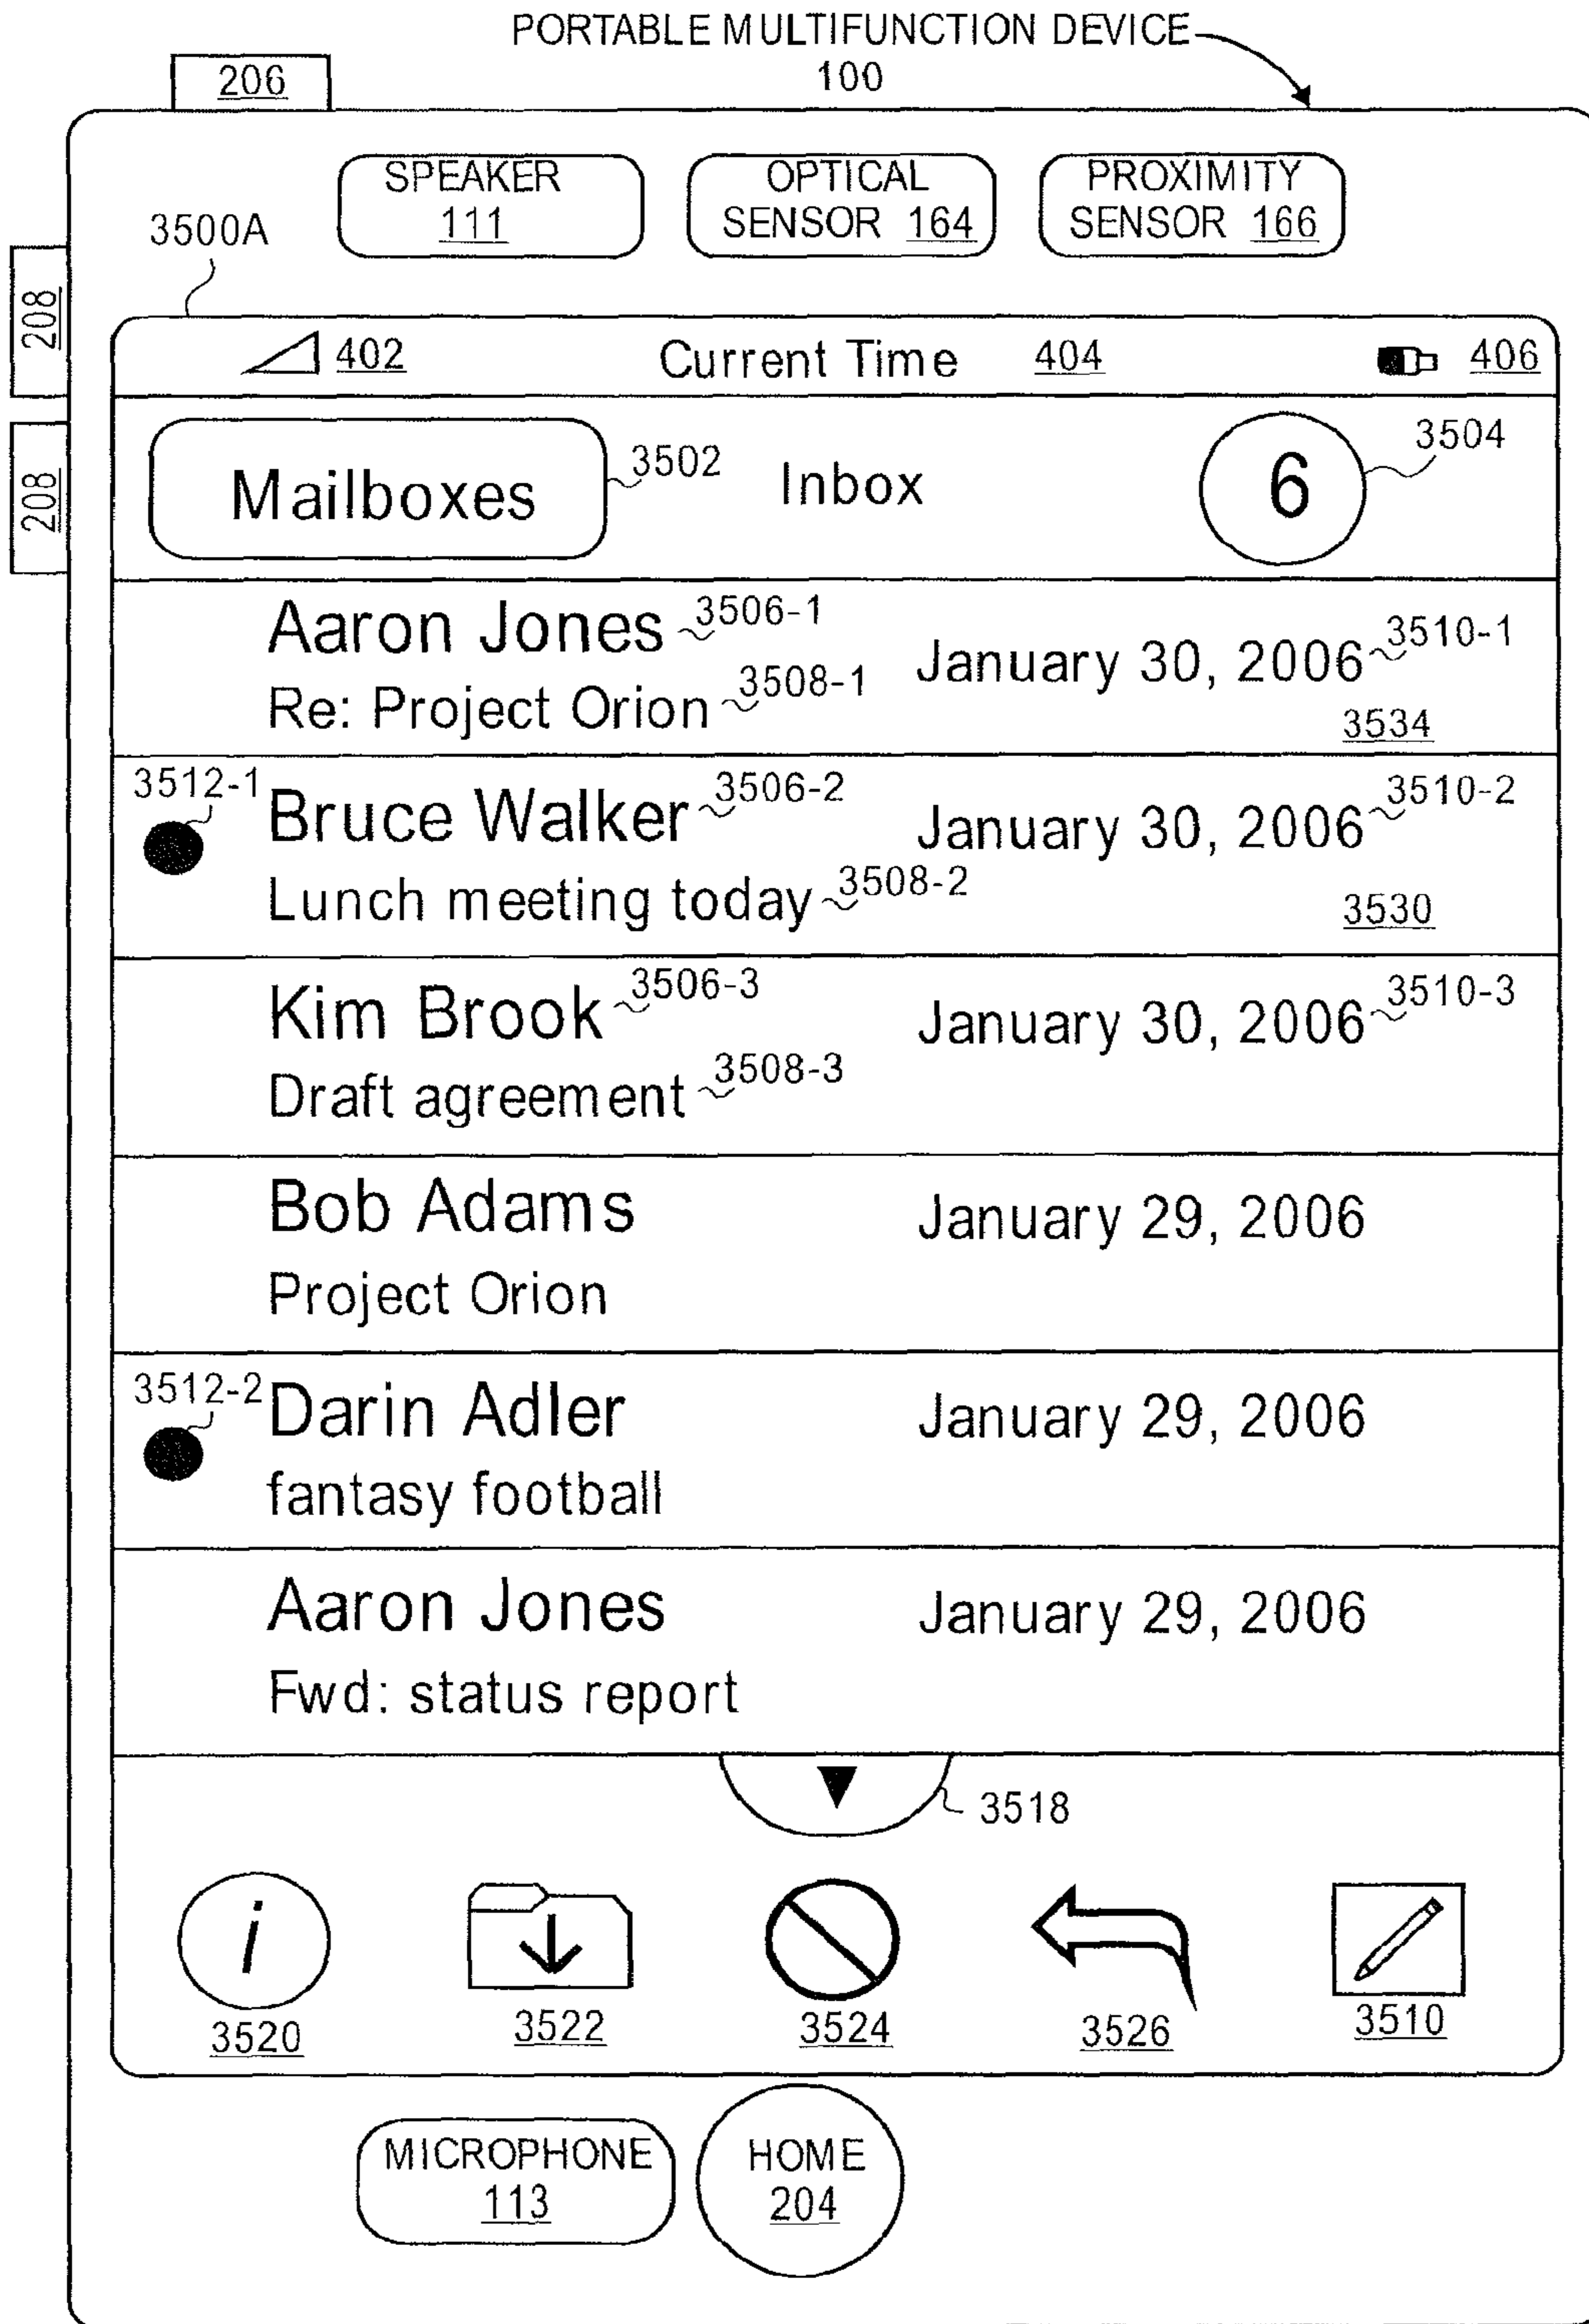 PORTABLE MULTIFUNCTION DEVICE
100
206
SPEAKER
111
OPTICAL
SENSOR 164
PROXIMITY
SENSOR 166
3500A
208
208
402 Current Time 404 406
Mailboxes 3502 Inbox 6 3504
Aaron Jones 3506-1
January 30, 2006 3510-1
Re: Project Orion 3508-1
3534
3512-1
Bruce Walker 3506-2
January 30, 2006 3510-2
Lunch meeting today 3508-2
3530
Kim Brook 3506-3
January 30, 2006 3510-3
Draft agreement 3508-3
Bob Adams January 29, 2006
Project Orion
3512-2
Darin Adler January 29, 2006
fantasy football
Aaron Jones January 29, 2006
Fwd: status report
3518
i
3520 3522 3524 3526 3510
MICROPHONE
113
HOME
204